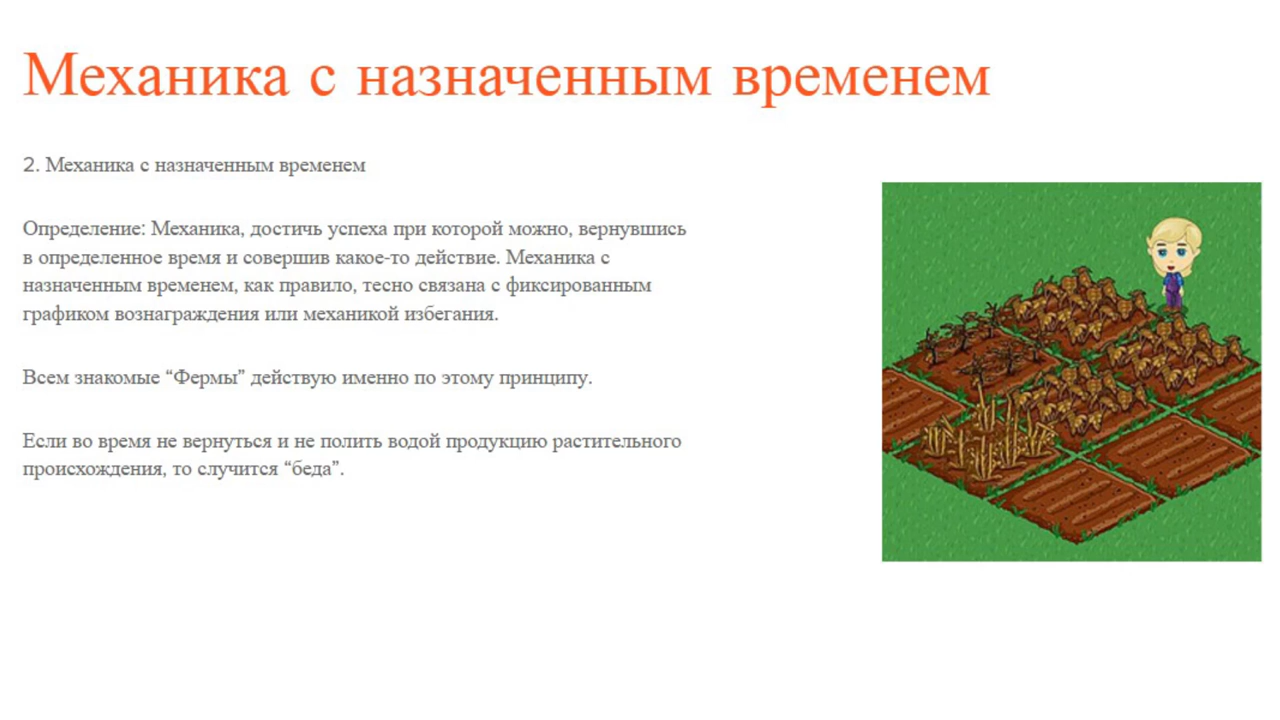 Механика с назначенным временем
2. Механика с назначенным временем
Определение: Механика, достичь успеха при которой можно, вернувшись
в определенное время и совершив какое-то действие. Механика с
назначенным временем, как правило, тесно связана с фиксированным
графиком вознаграждения или механикой избегания.
Всем знакомые “Фермы” действую именно по этому принципу.
Если во время не вернуться и не полить водой продукцию растительного
происхождения, то случится “беда”.